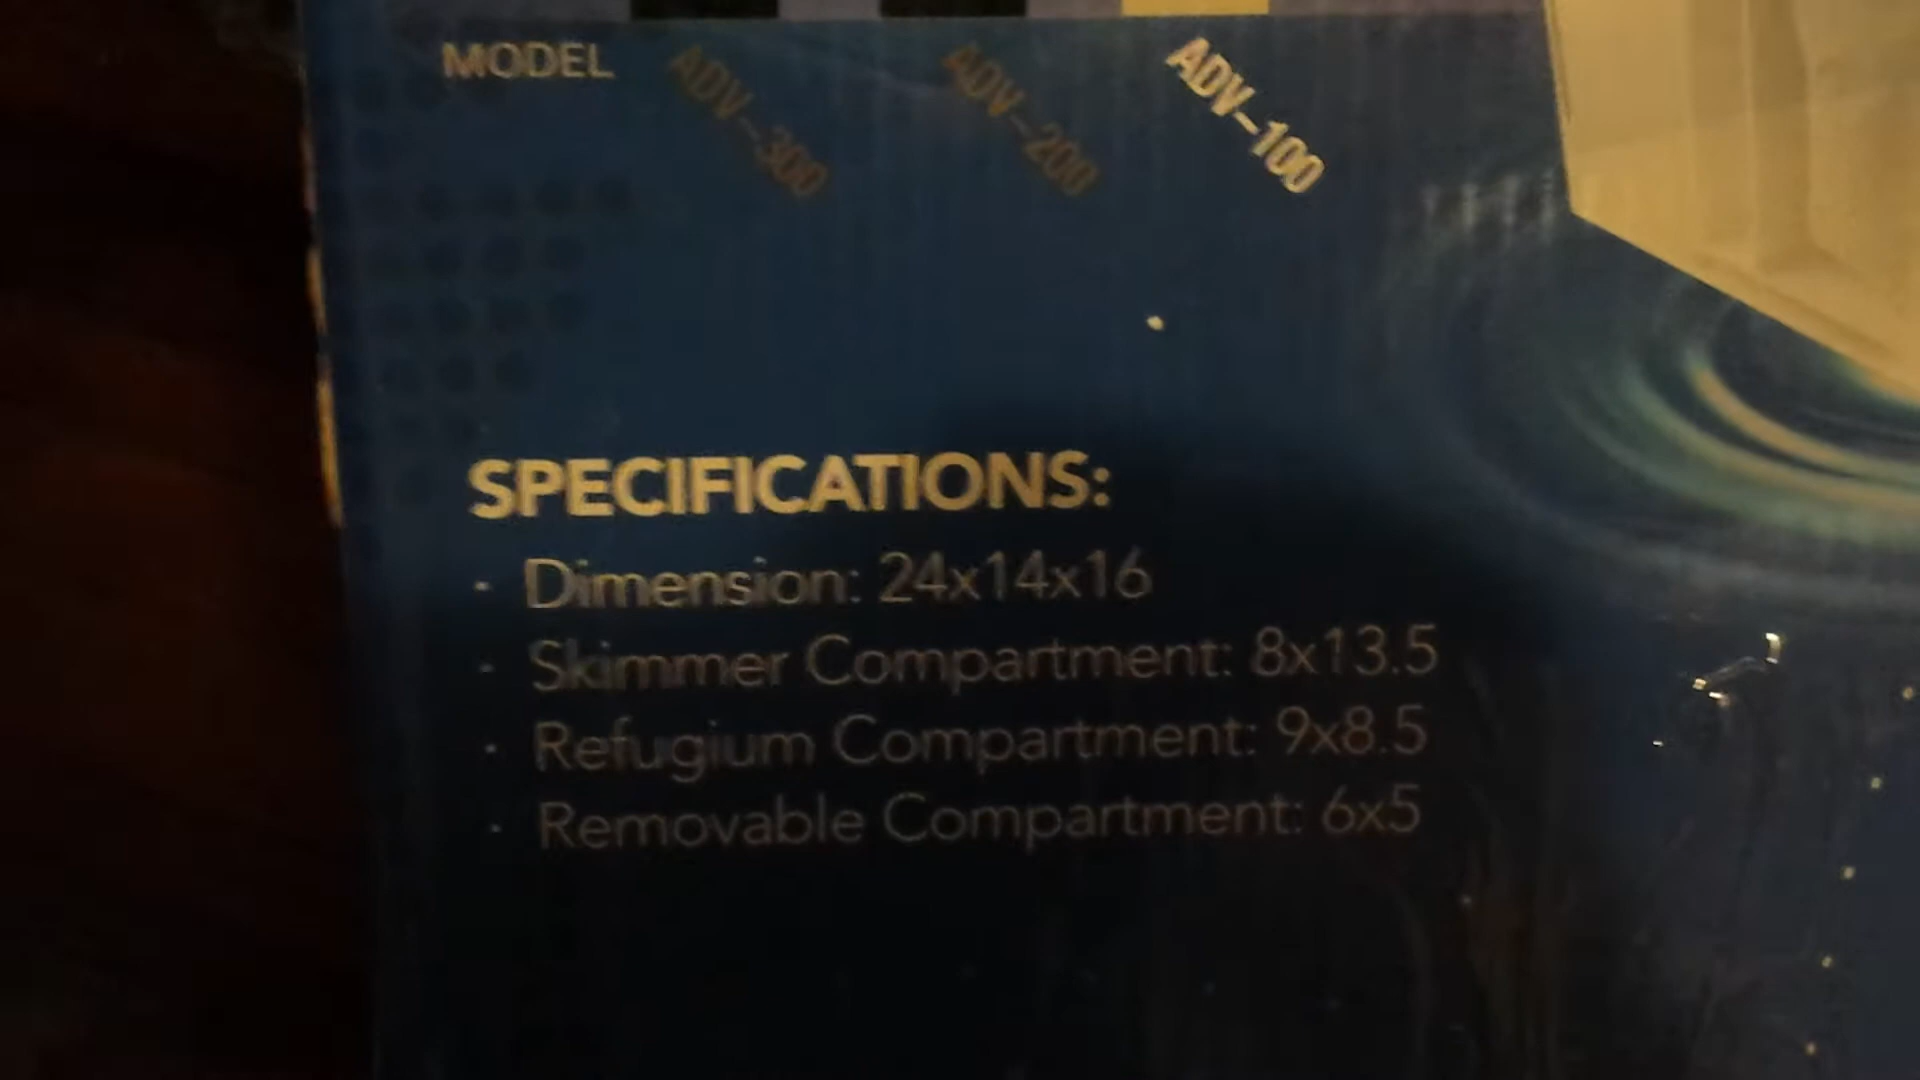 MODEL ADV-300 ADV-200 ADV-100
SPECIFICATIONS:
· Dimension: 24x14x16
· Skimmer Compartment: 8x13.5
· Refugium Compartment: 9x8.5
· Removable Compartment: 6x5